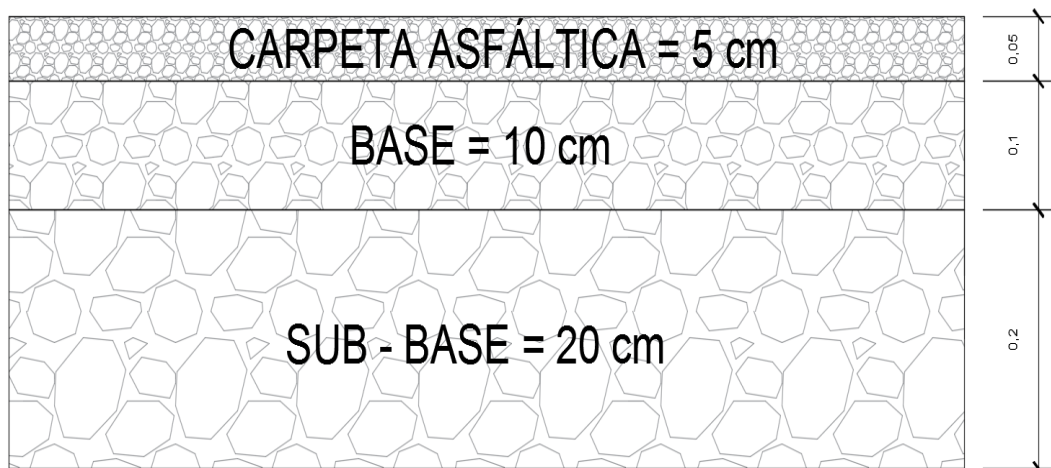 CARPETA ASFÁLTICA = 5 cm
0,05
BASE = 10 cm
0,1
SUB - BASE = 20 cm
0,2